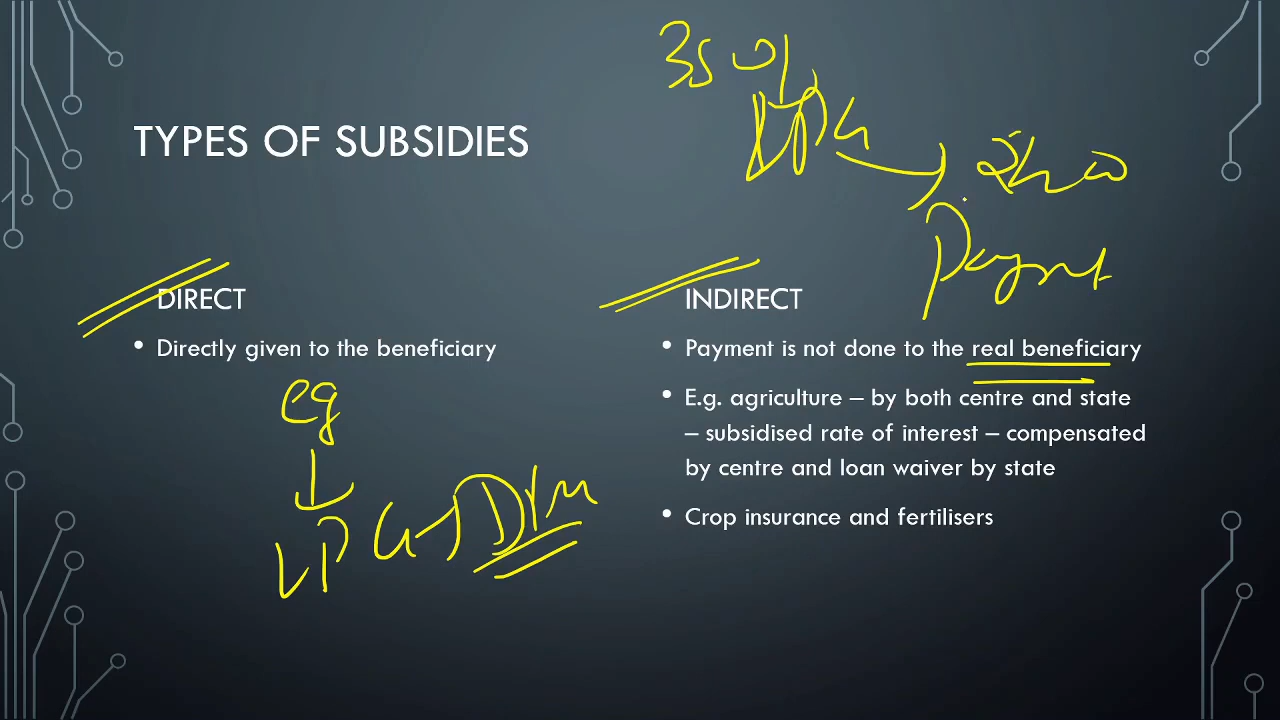 TYPES OF SUBSIDIES
DIRECT
• Directly given to the beneficiary
eg
LPG
INDIRECT
• Payment is not done to the real beneficiary
• E.g. agriculture – by both centre and state
– subsidised rate of interest – compensated
by centre and loan waiver by state
• Crop insurance and fertilisers